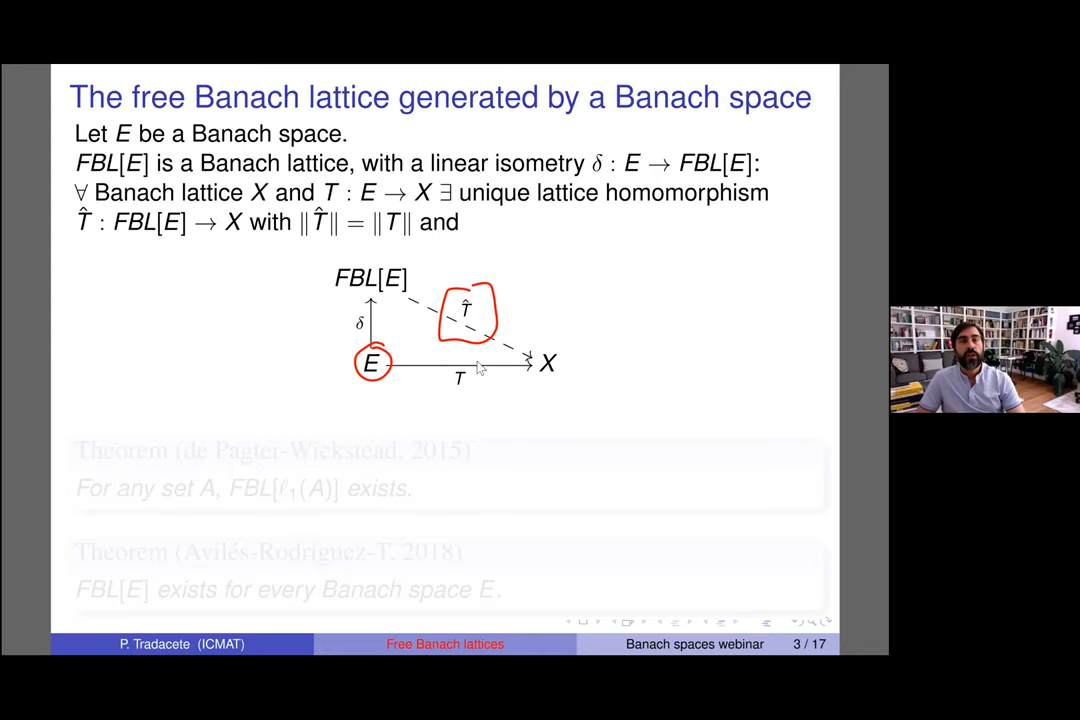 The free Banach lattice generated by a Banach space
Let E be a Banach space.
FBL[E] is a Banach lattice, with a linear isometry δ : E → FBL[E]:
∀ Banach lattice X and T : E → X ∃ unique lattice homomorphism
T̂ : FBL[E] → X with ‖T̂‖ = ‖T‖ and
FBL[E]
T̂
δ
E
X
T
Theorem (de Pagter-Wickstead, 2015)
For any set A, FBL[ℓ₁(A)] exists.
Theorem (Avilés-Rodríguez-T. 2018)
FBL[E] exists for every Banach space E.
P. Tradacete (ICMAT)
Free Banach lattices
Banach spaces webinar
3 / 17